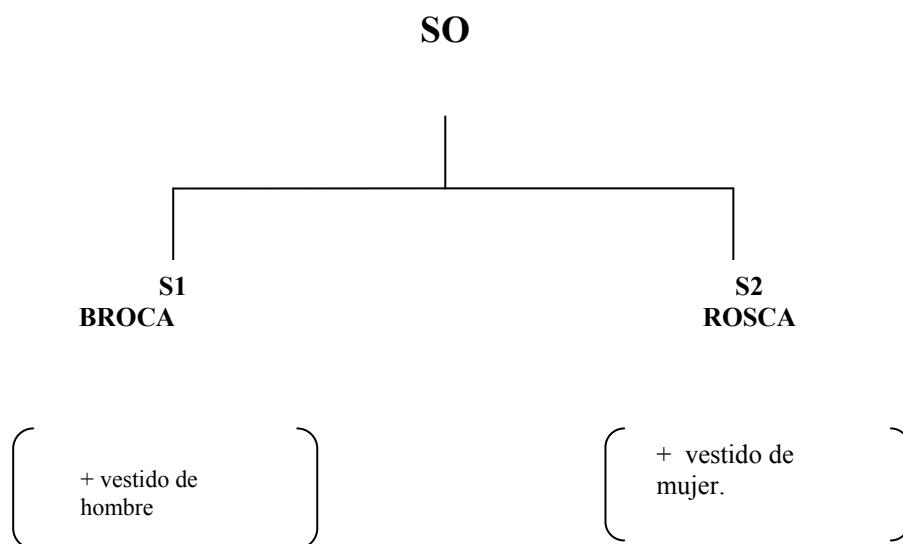 SO
S1
BROCA
S2
ROSCA
+ vestido de
hombre
+ vestido de
mujer.